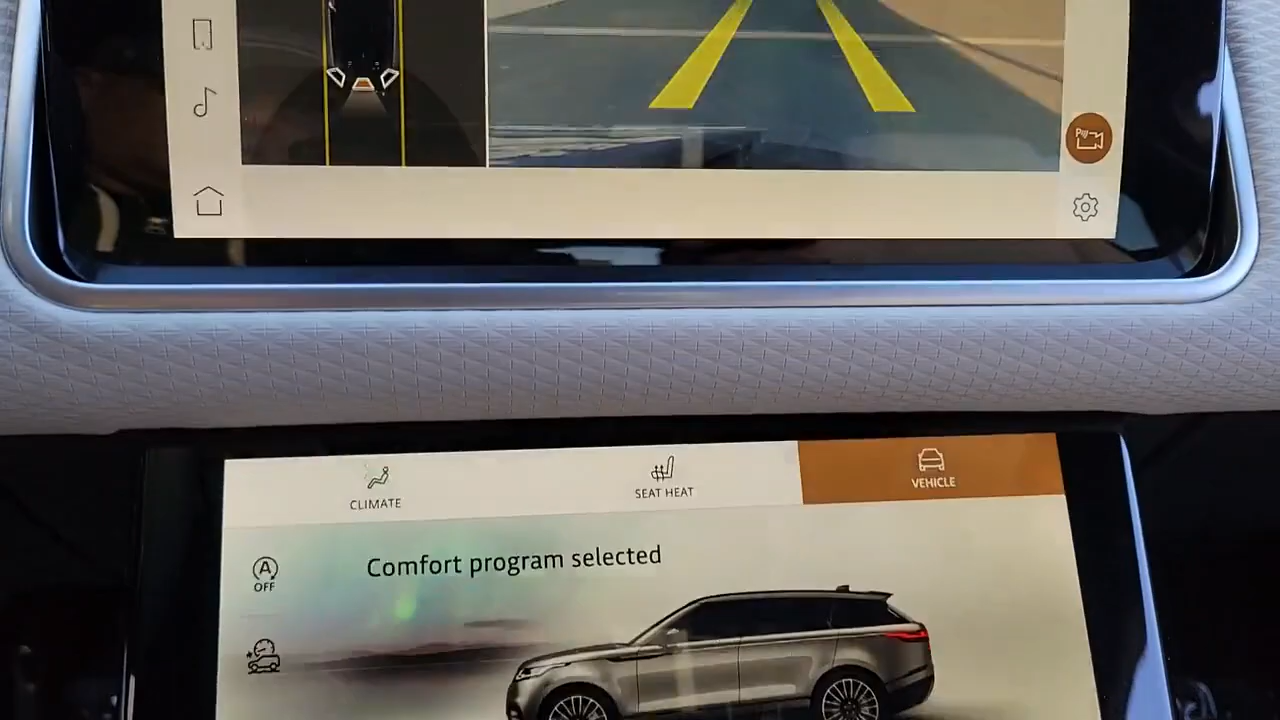 P
CLIMATE
SEAT HEAT
VEHICLE
A
OFF
Comfort program selected